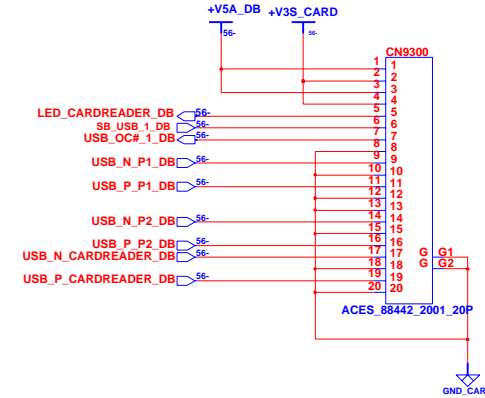 +V5A_DB +V3S_CARD
56- 56-
CN9300
1 1
2 2
3 3
4 4
LED_CARDREADER_DB 56- 5 5
SB_USB_1_DB 56- 6 6
USB_OC#_1_DB 56- 7 7
8 8
USB_N_P1_DB 56- 9 9
10 10
USB_P_P1_DB 56- 11 11
12 12
13 13
USB_N_P2_DB 56- 14 14
15 15
USB_P_P2_DB 56- 16 16
USB_N_CARDREADER_DB 56- 17 17 G G1
18 18 G G2
USB_P_CARDREADER_DB 56- 19 19
20 20
ACES_88442_2001_20P
GND_CAR